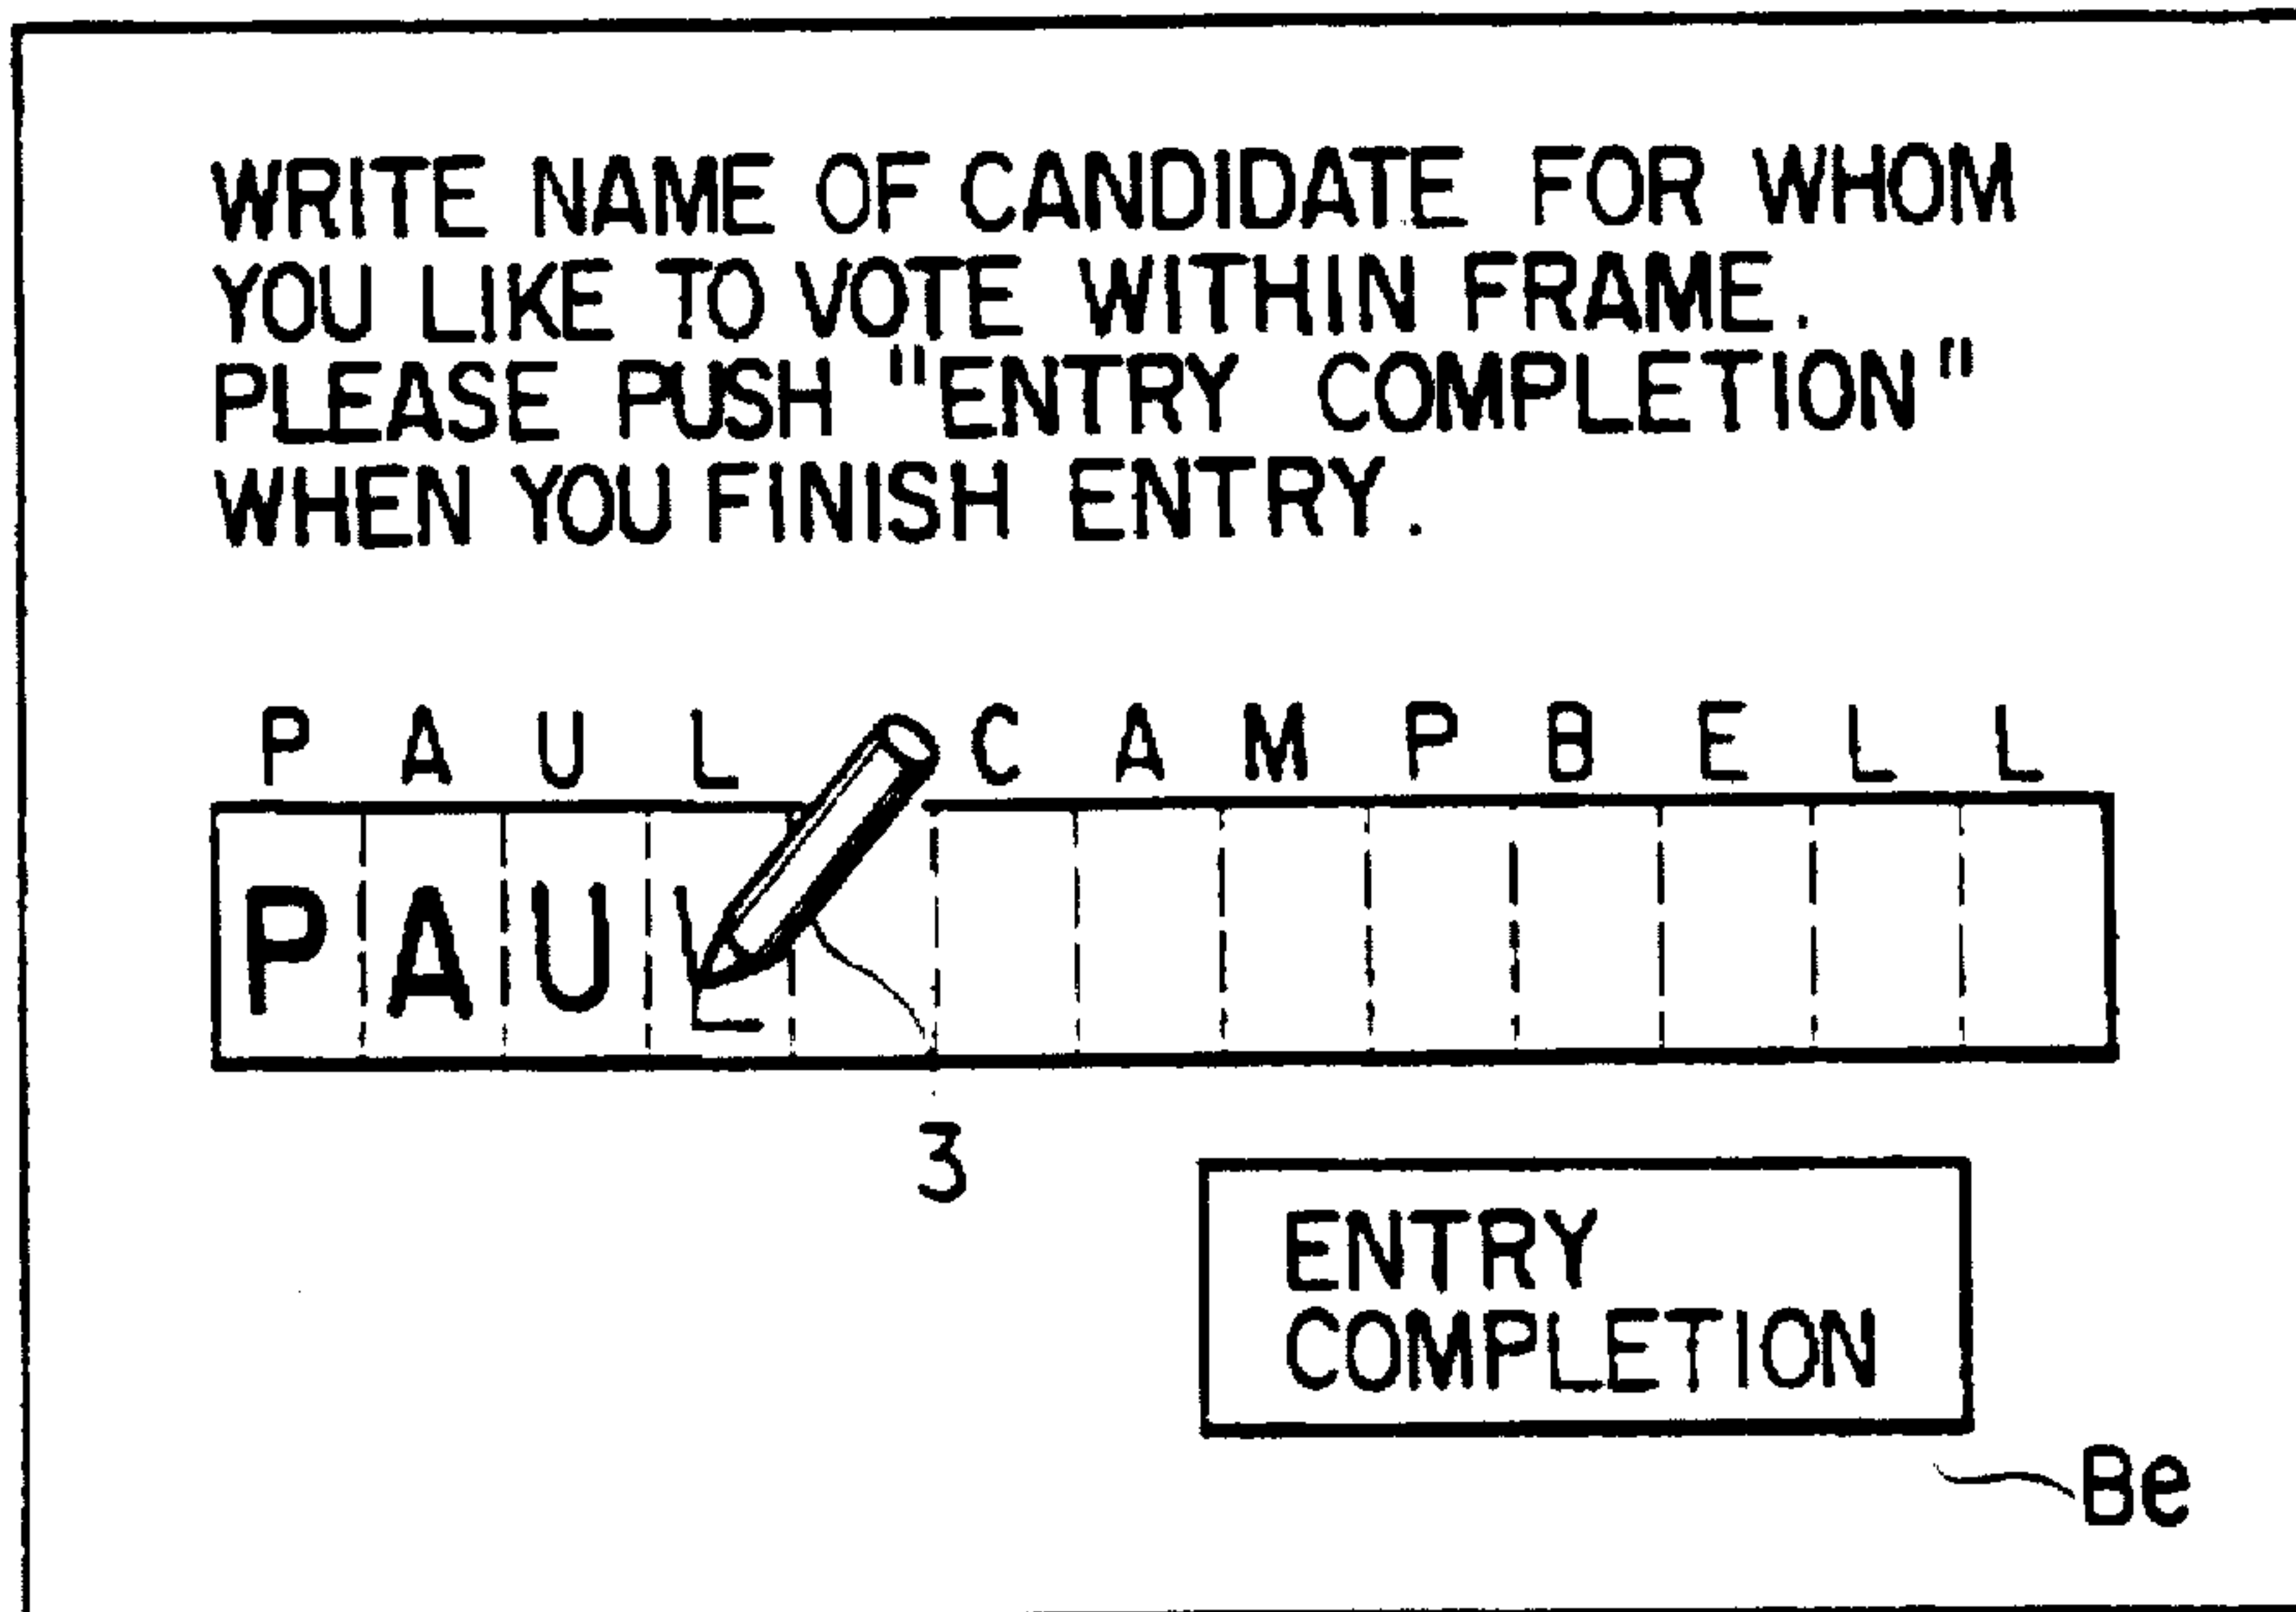 WRITE NAME OF CANDIDATE FOR WHOM
YOU LIKE TO VOTE WITHIN FRAME.
PLEASE PUSH "ENTRY COMPLETION"
WHEN YOU FINISH ENTRY.
P A U L C A M P B E L L
P A U L
3
ENTRY
COMPLETION
Be